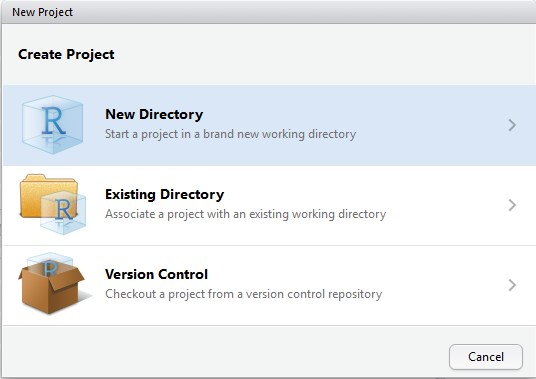 New Project
Create Project
R
New Directory
Start a project in a brand new working directory
R
Existing Directory
Associate a project with an existing working directory
R
Version Control
Checkout a project from a version control repository
Cancel